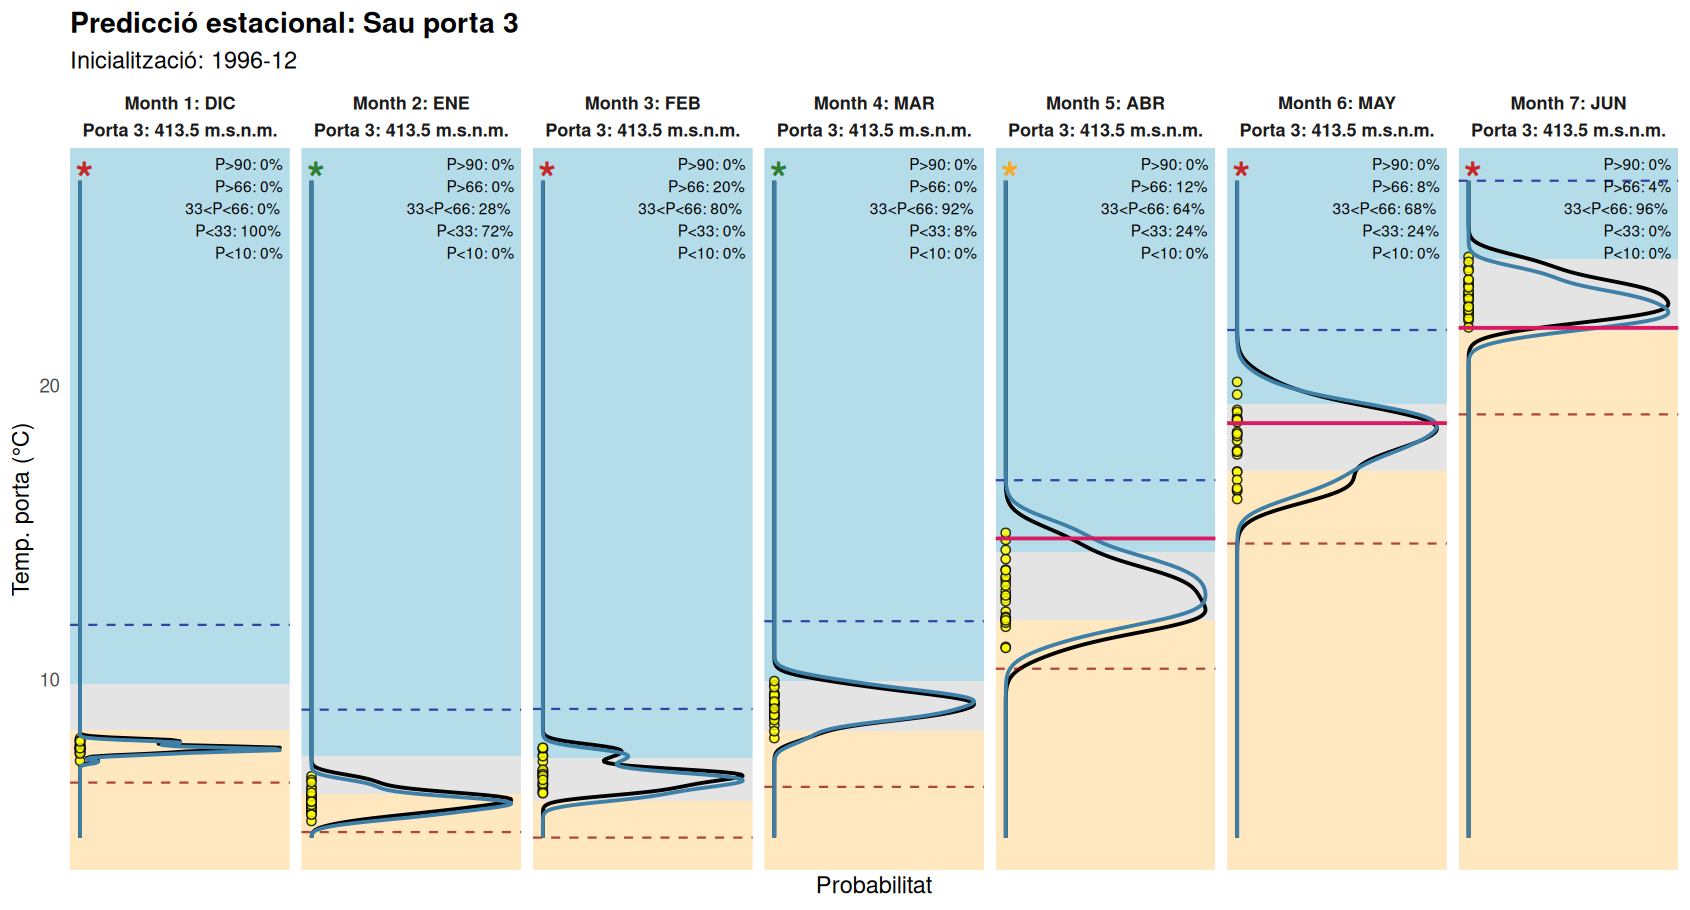 Predicció estacional: Sau porta 3
Inicialització: 1996-12
Month 1: DIC
Porta 3: 413.5 m.s.n.m.
Month 2: ENE
Porta 3: 413.5 m.s.n.m.
Month 3: FEB
Porta 3: 413.5 m.s.n.m.
Month 4: MAR
Porta 3: 413.5 m.s.n.m.
Month 5: ABR
Porta 3: 413.5 m.s.n.m.
Month 6: MAY
Porta 3: 413.5 m.s.n.m.
Month 7: JUN
Porta 3: 413.5 m.s.n.m.
*
P>90: 0%
P>66: 0%
33<P<66: 0%
P<33: 100%
P<10: 0%
*
P>90: 0%
P>66: 0%
33<P<66: 28%
P<33: 72%
P<10: 0%
*
P>90: 0%
P>66: 20%
33<P<66: 80%
P<33: 0%
P<10: 0%
*
P>90: 0%
P>66: 0%
33<P<66: 92%
P<33: 8%
P<10: 0%
*
P>90: 0%
P>66: 12%
33<P<66: 64%
P<33: 24%
P<10: 0%
*
P>90: 0%
P>66: 8%
33<P<66: 68%
P<33: 24%
P<10: 0%
*
P>90: 0%
P>66: 4%
33<P<66: 96%
P<33: 0%
P<10: 0%
20
10
Temp. porta (°C)
Probabilitat